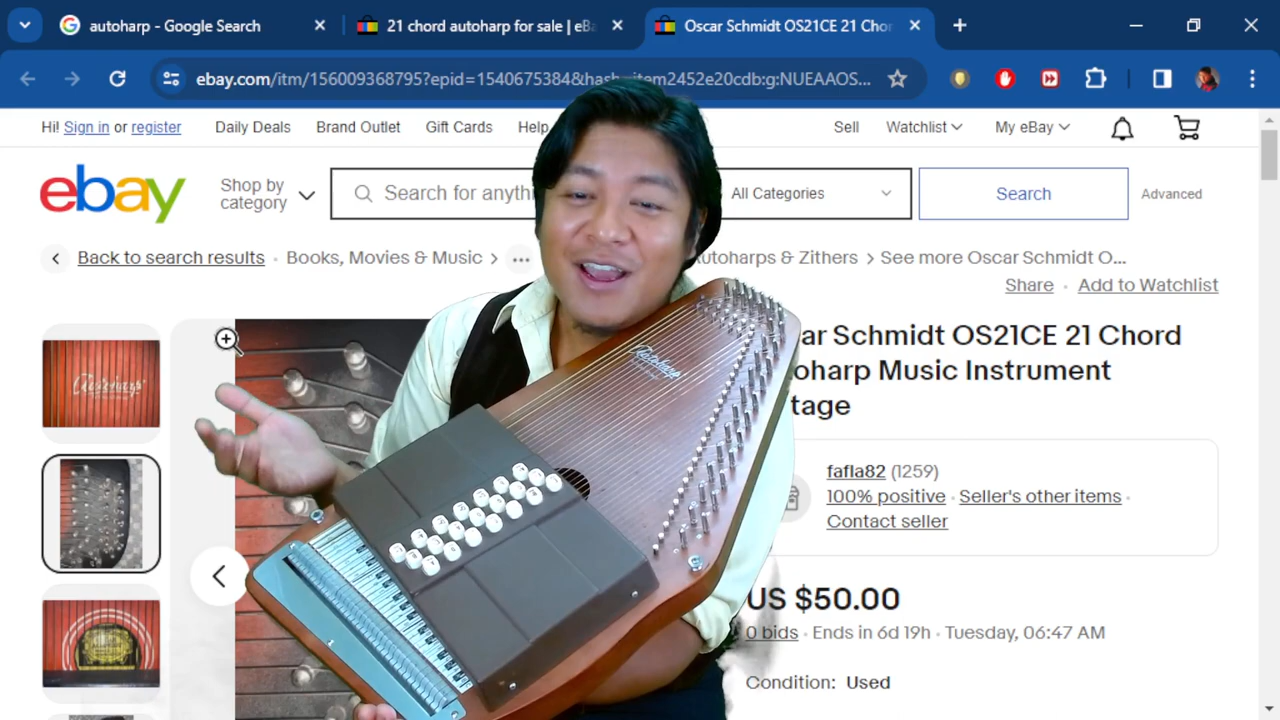 autoharp - Google Search
21 chord autoharp for sale | eBa
Oscar Schmidt OS21CE 21 Chor
ebay.com/itm/156009368795?epid=1540675384&hash=item2452e20cdb:g:NUEAAOS...
Hi! Sign in or register
Daily Deals
Brand Outlet
Gift Cards
Help
Sell
Watchlist
My eBay
ebay
Shop by
category
Search for anythi
All Categories
Search
Advanced
Back to search results
Books, Movies & Music
...
utoharps & Zithers
See more Oscar Schmidt O...
Share
Add to Watchlist
ar Schmidt OS21CE 21 Chord
oharp Music Instrument
tage
Autoharp
Autoharp
fafla82 (1259)
100% positive · Seller's other items ·
Contact seller
US $50.00
0 bids · Ends in 6d 19h · Tuesday, 06:47 AM
Condition: Used